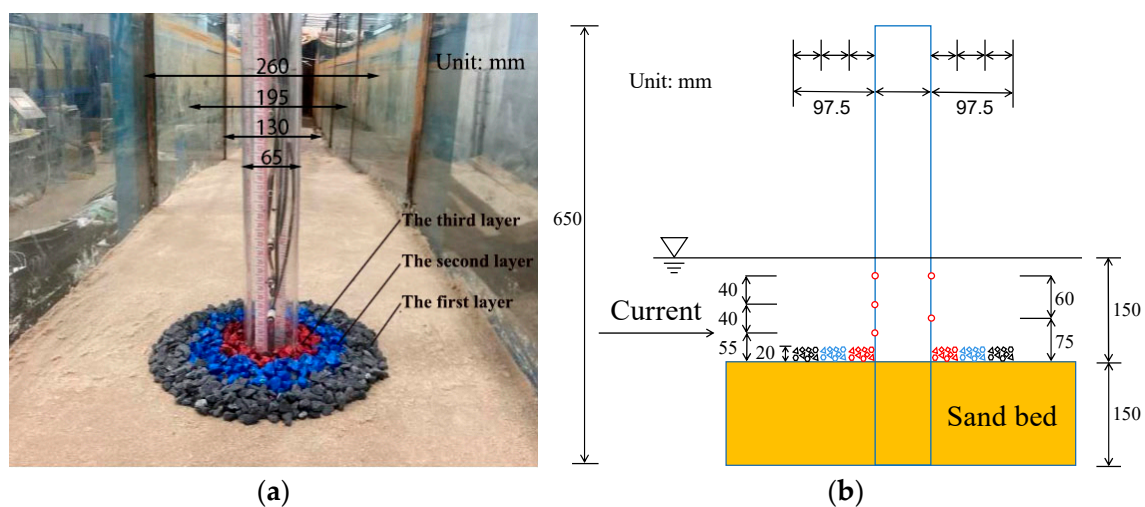 260
Unit: mm
195
130
65
The third layer
The second layer
The first layer
(a)
Unit: mm
97.5
97.5
650
40
40
55
20
Current
60
75
150
150
Sand bed
(b)